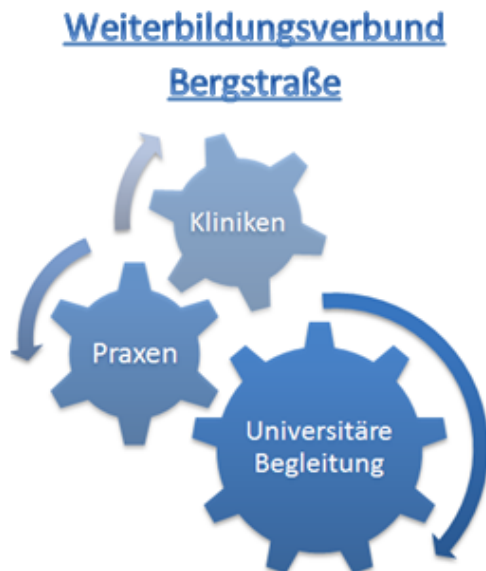 Weiterbildungsverbund
Bergstraße
Kliniken
Praxen
Universitäre
Begleitung